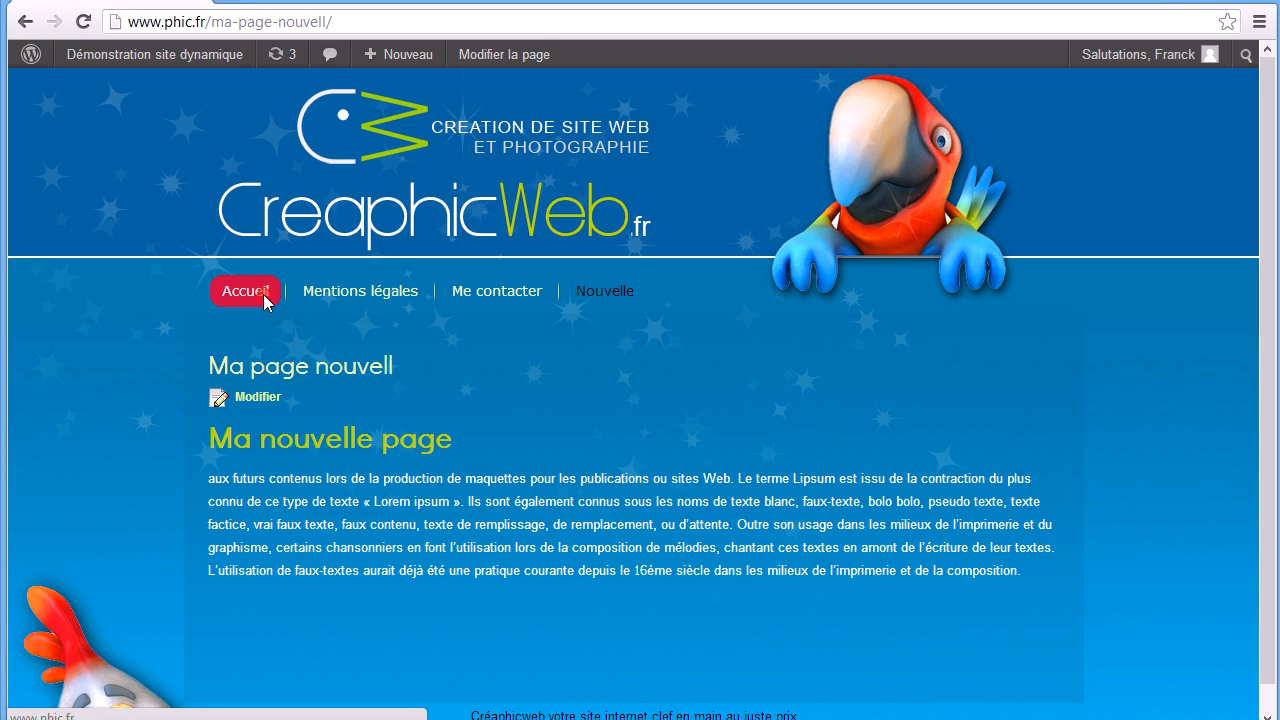 www.phic.fr/ma-page-nouvell/
Démonstration site dynamique 3 Nouveau Modifier la page Salutations, Franck
CREATION DE SITE WEB
ET PHOTOGRAPHIE
CreaphicWeb.fr
Accueil Mentions légales Me contacter Nouvelle
Ma page nouvell
Modifier
Ma nouvelle page
aux futurs contenus lors de la production de maquettes pour les publications ou sites Web. Le terme Lipsum est issu de la contraction du plus
connu de ce type de texte « Lorem ipsum ». Ils sont également connus sous les noms de texte blanc, faux-texte, bolo bolo, pseudo texte, texte
factice, vrai faux texte, faux contenu, texte de remplissage, de remplacement, ou d’attente. Outre son usage dans les milieux de l’imprimerie et du
graphisme, certains chansonniers en font l’utilisation lors de la composition de mélodies, chantant ces textes en amont de l’écriture de leur textes.
L’utilisation de faux-textes aurait déjà été une pratique courante depuis le 16ème siècle dans les milieux de l’imprimerie et de la composition.
Créaphicweb votre site internet clef en main au juste prix
www.phic.fr